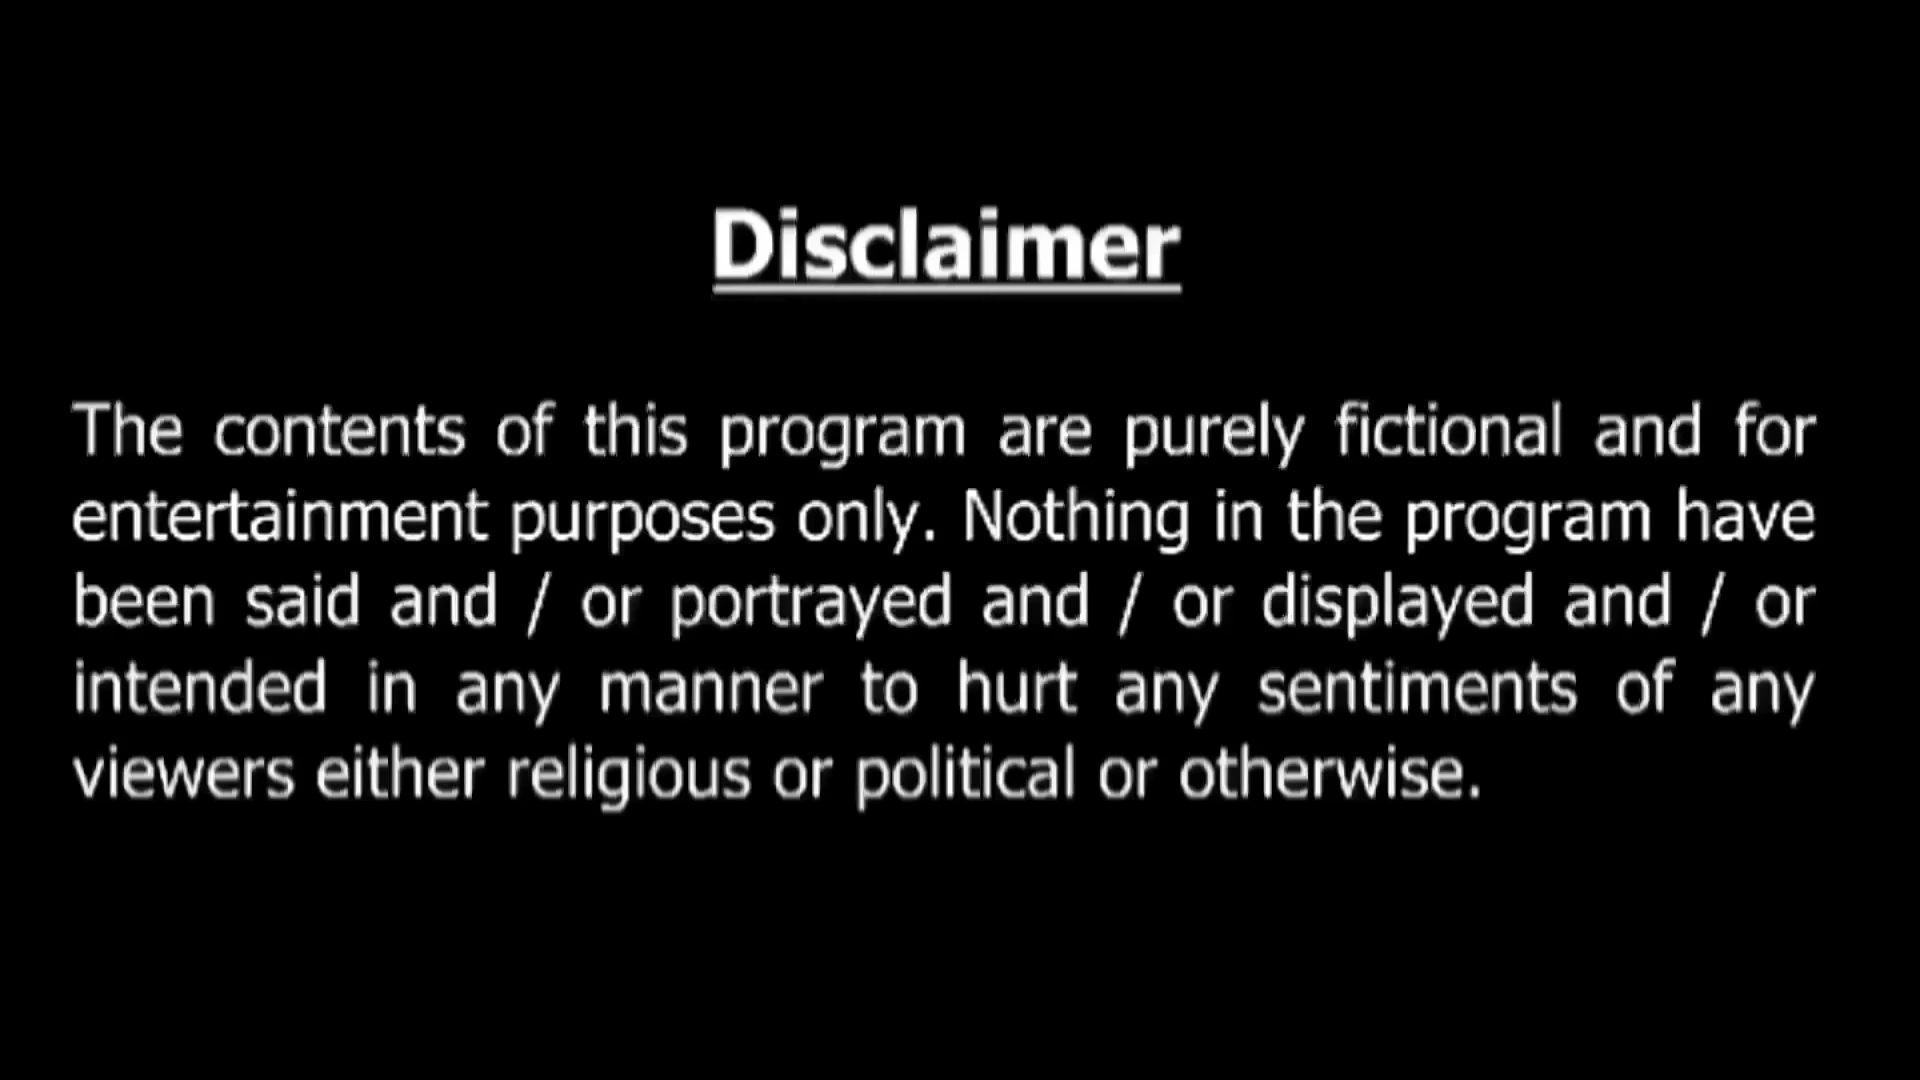 Disclaimer
The contents of this program are purely fictional and for
entertainment purposes only. Nothing in the program have
been said and / or portrayed and / or displayed and / or
intended in any manner to hurt any sentiments of any
viewers either religious or political or otherwise.